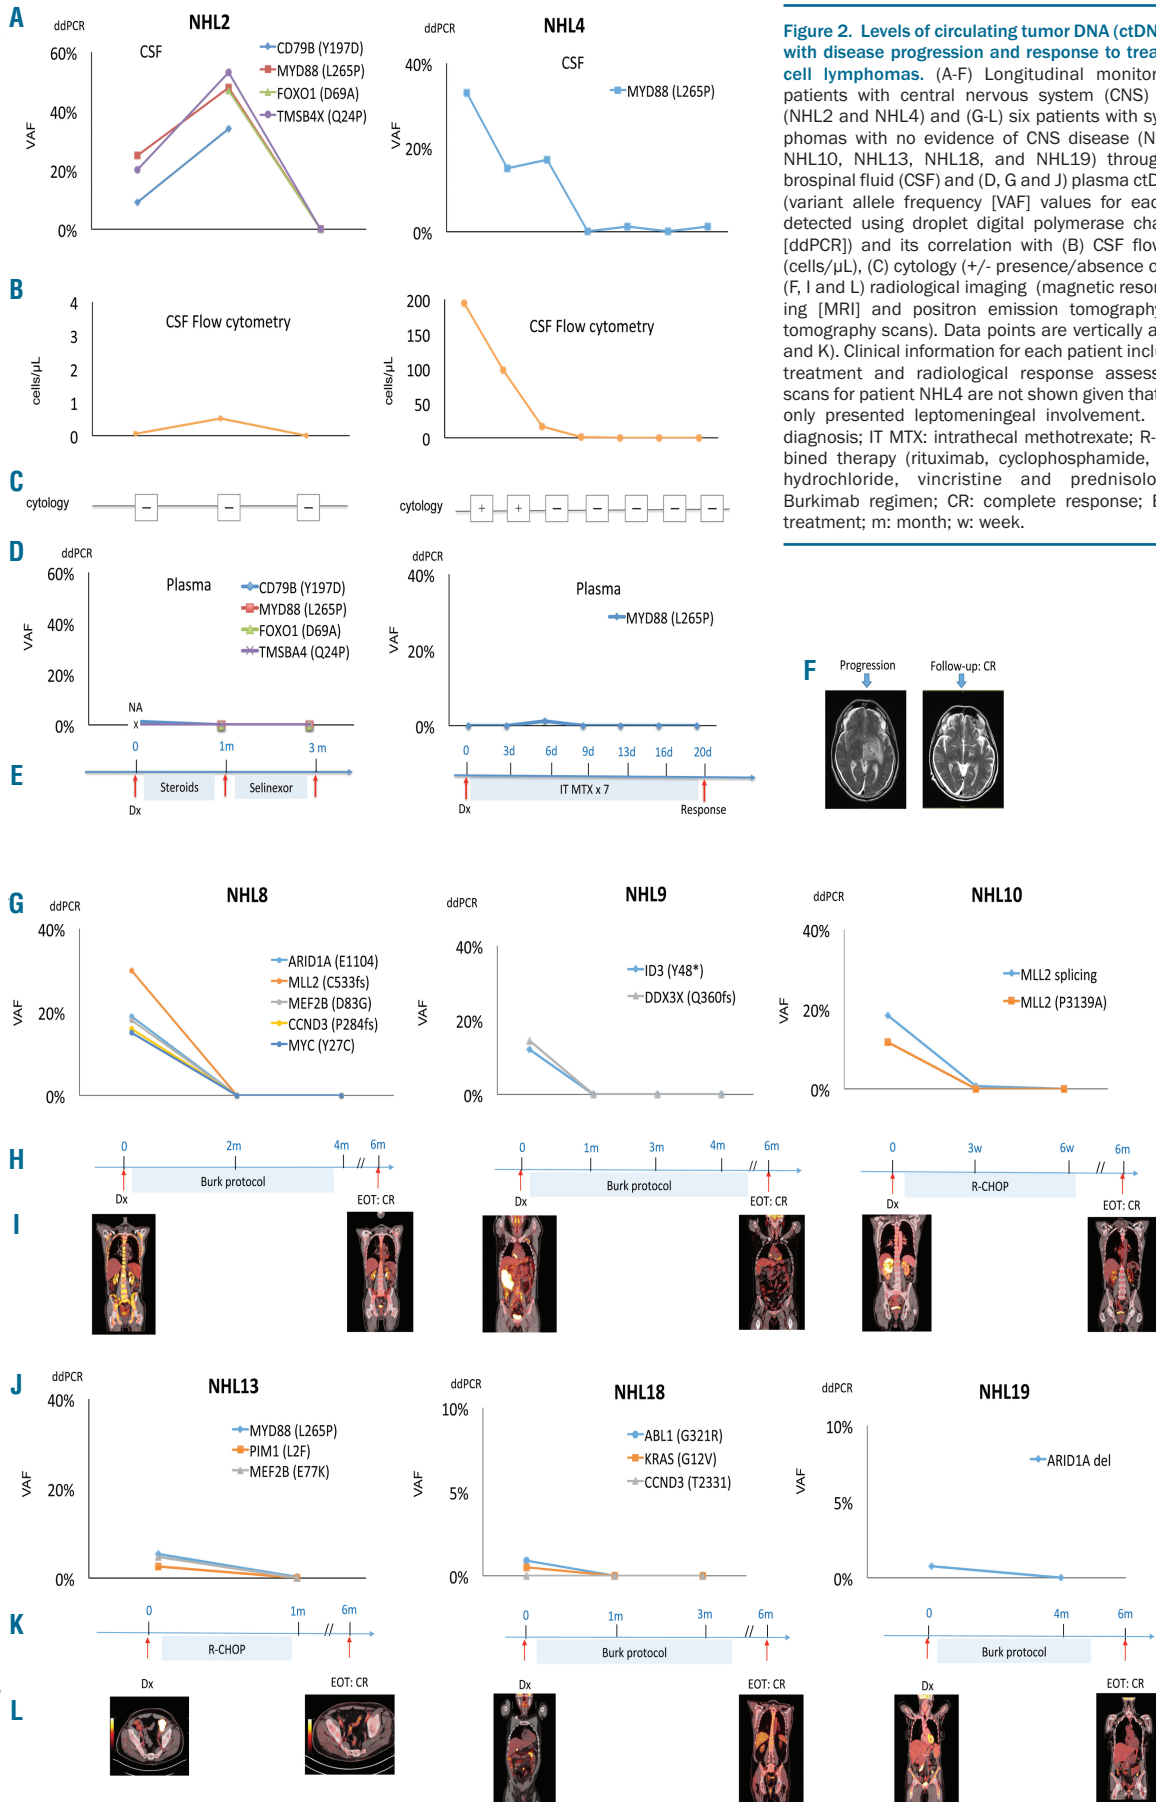 A
ddPCR
NHL2
CSF
60%
40%
20%
0%
VAF
CD79B (Y197D)
MYD88 (L265P)
FOXO1 (D69A)
TMSB4X (Q24P)
ddPCR
NHL4
CSF
40%
20%
0%
VAF
MYD88 (L265P)
Figure 2. Levels of circulating tumor DNA (ctDN
with disease progression and response to trea
cell lymphomas. (A-F) Longitudinal monitor
patients with central nervous system (CNS)
(NHL2 and NHL4) and (G-L) six patients with sy
phomas with no evidence of CNS disease (N
NHL10, NHL13, NHL18, and NHL19) throug
brospinal fluid (CSF) and (D, G and J) plasma ctD
(variant allele frequency [VAF] values for eac
detected using droplet digital polymerase cha
[ddPCR]) and its correlation with (B) CSF flow
(cells/µL), (C) cytology (+/- presence/absence o
(F, I and L) radiological imaging (magnetic resor
ing [MRI] and positron emission tomography
tomography scans). Data points are vertically a
and K). Clinical information for each patient inclu
treatment and radiological response assess
scans for patient NHL4 are not shown given that
only presented leptomeningeal involvement.
diagnosis; IT MTX: intrathecal methotrexate; R-
bined therapy (rituximab, cyclophosphamide,
hydrochloride, vincristine and prednisolo
Burkimab regimen; CR: complete response; E
treatment; m: month; w: week.
B
4
3
2
1
0
cells/µL
CSF Flow cytometry
200
150
100
50
0
CSF Flow cytometry
C
cytology
− − −
cytology
+ + − − − − −
D
ddPCR
60%
40%
20%
0%
VAF
Plasma
CD79B (Y197D)
MYD88 (L265P)
FOXO1 (D69A)
TMSBA4 (Q24P)
NA
x
ddPCR
40%
20%
0%
VAF
Plasma
MYD88 (L265P)
E
0 1m 3 m
Steroids Selinexor
Dx
0 3d 6d 9d 13d 16d 20d
IT MTX x 7
Dx Response
F
Progression Follow-up: CR
G
ddPCR
NHL8
40%
20%
0%
VAF
ARID1A (E1104)
MLL2 (C533fs)
MEF2B (D83G)
CCND3 (P284fs)
MYC (Y27C)
ddPCR
NHL9
40%
20%
0%
VAF
ID3 (Y48*)
DDX3X (Q360fs)
ddPCR
NHL10
40%
20%
0%
VAF
MLL2 splicing
MLL2 (P3139A)
H
0 2m 4m // 6m
Burk protocol
Dx EOT: CR
0 1m 3m 4m // 6m
Burk protocol
Dx EOT: CR
0 3w 6w // 6m
R-CHOP
Dx EOT: CR
I
J
ddPCR
NHL13
40%
20%
0%
VAF
MYD88 (L265P)
PIM1 (L2F)
MEF2B (E77K)
ddPCR
NHL18
10%
5%
0%
VAF
ABL1 (G321R)
KRAS (G12V)
CCND3 (T2331)
ddPCR
NHL19
10%
5%
0%
VAF
ARID1A del
K
0 1m // 6m
R-CHOP
Dx EOT: CR
0 1m 3m // 6m
Burk protocol
Dx EOT: CR
0 4m 6m
Burk protocol
Dx EOT: CR
L